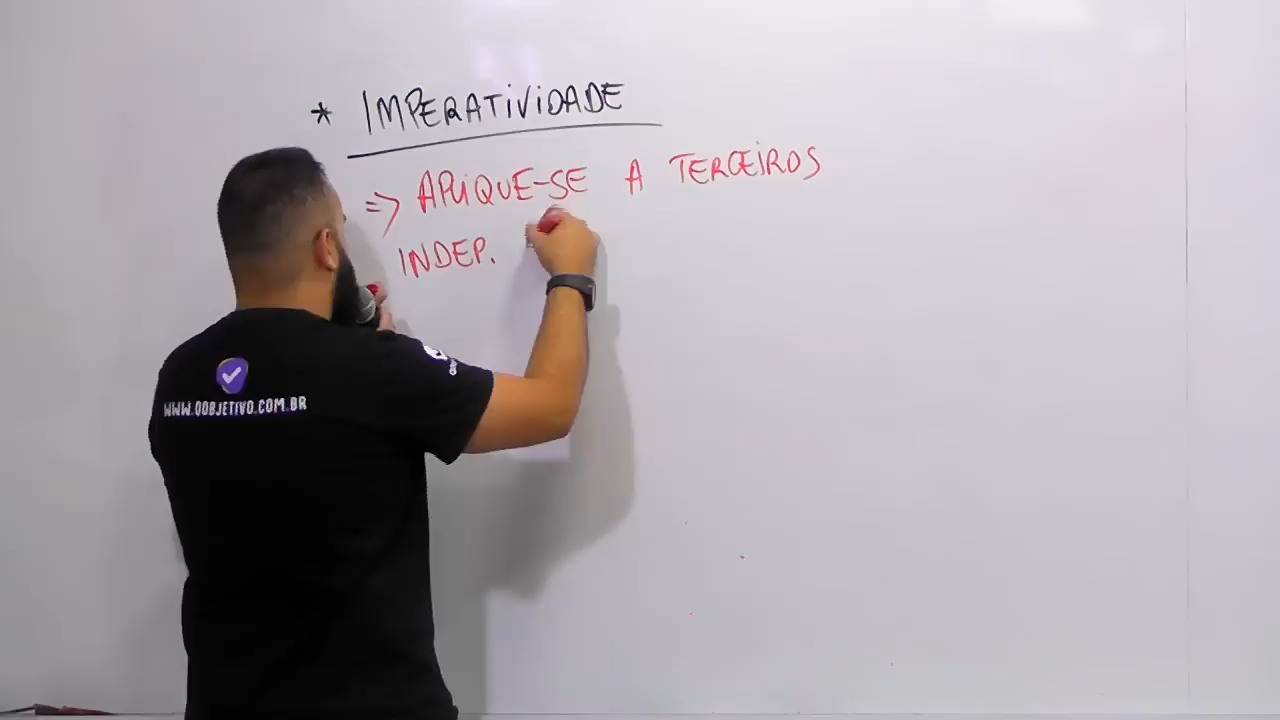 * IMPERATIVIDADE
=> APLIQUE-SE A TERCEIROS
INDEP.
WWW.QOBJETIVO.COM.BR